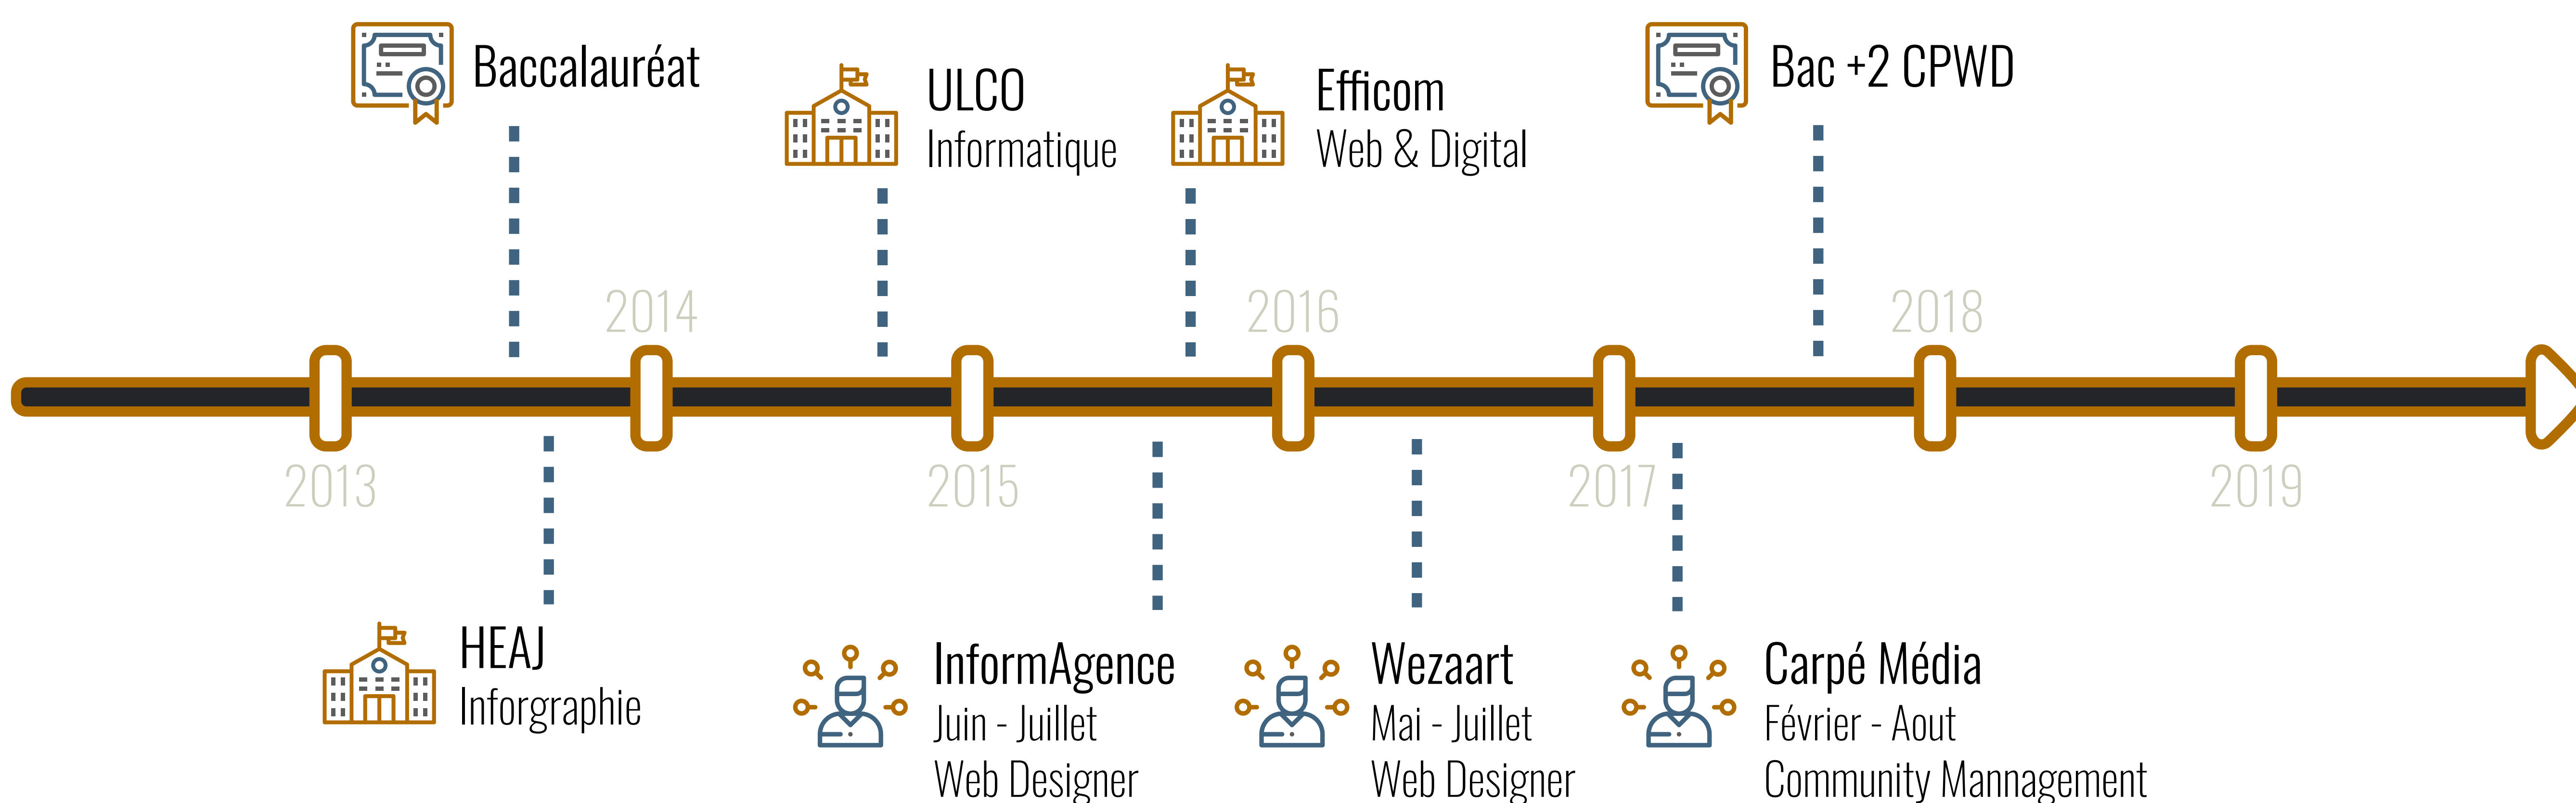 Baccalauréat
ULCO
Informatique
Efficom
Web & Digital
Bac +2 CPWD
2014
2016
2018
2013
2015
2017
2019
HEAJ
Inforgraphie
InformAgence
Juin - Juillet
Web Designer
Wezaart
Mai - Juillet
Web Designer
Carpé Média
Février - Aout
Community Mannagement